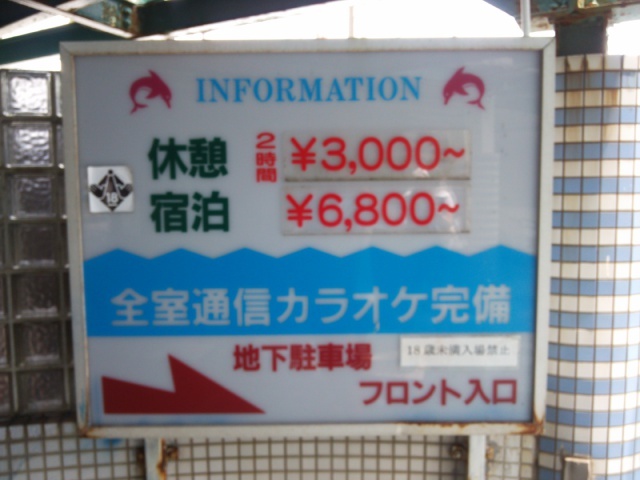 INFORMATION
休憩 2時間 ¥3,000~
宿泊 ¥6,800~
18
全室通信カラオケ完備
地下駐車場
18歳未満入場禁止
フロント入口